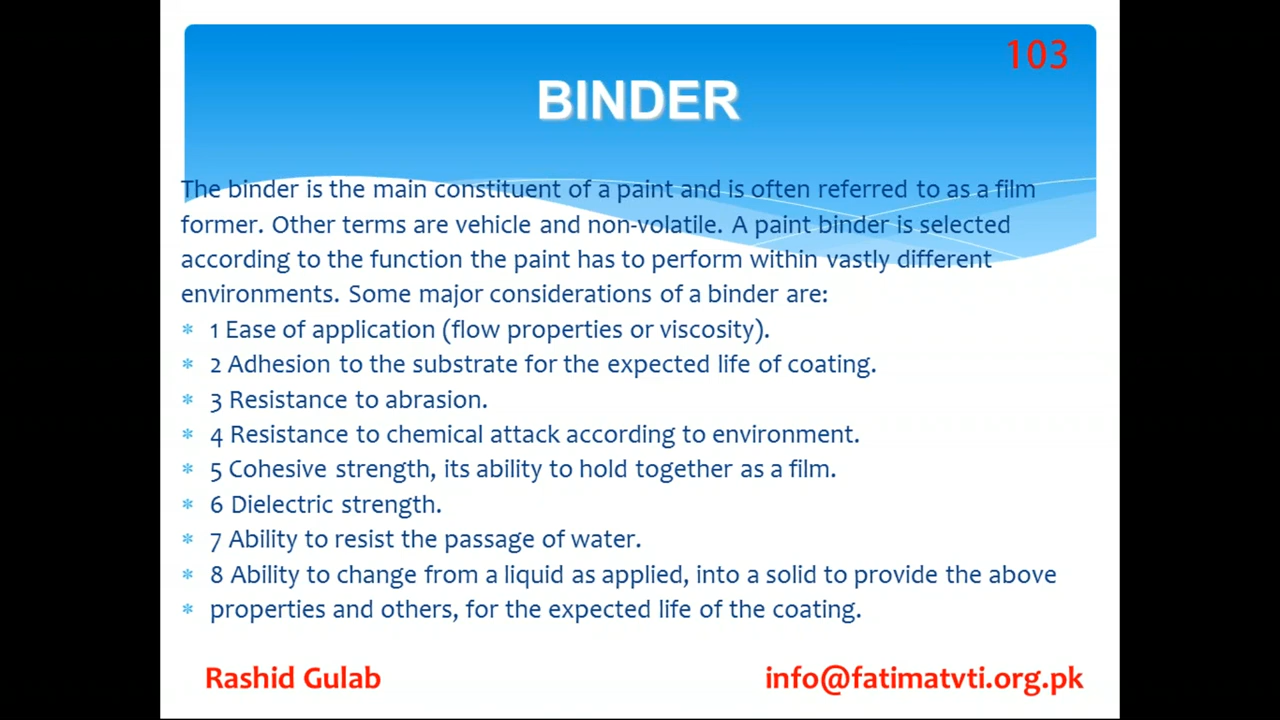 103
BINDER
The binder is the main constituent of a paint and is often referred to as a film
former. Other terms are vehicle and non-volatile. A paint binder is selected
according to the function the paint has to perform within vastly different
environments. Some major considerations of a binder are:
* 1 Ease of application (flow properties or viscosity).
* 2 Adhesion to the substrate for the expected life of coating.
* 3 Resistance to abrasion.
* 4 Resistance to chemical attack according to environment.
* 5 Cohesive strength, its ability to hold together as a film.
* 6 Dielectric strength.
* 7 Ability to resist the passage of water.
* 8 Ability to change from a liquid as applied, into a solid to provide the above
* properties and others, for the expected life of the coating.
Rashid Gulab info@fatimatvti.org.pk